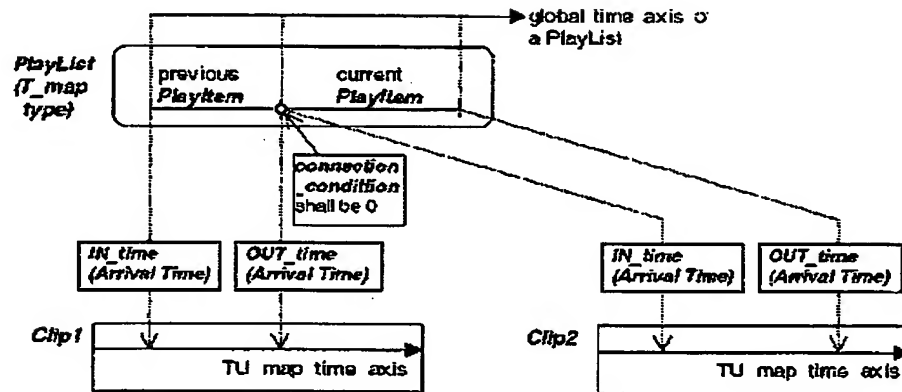 global time axis o
a PlayList
PlayList
(T_map
type)
previous
PlayItem
current
PlayItem
connection
_condition
shall be 0
IN_time
(Arrival Time)
OUT_time
(Arrival Time)
IN_time
(Arrival Time)
OUT_time
(Arrival Time)
Clip1
TU map time axis
Clip2
TU map time axis